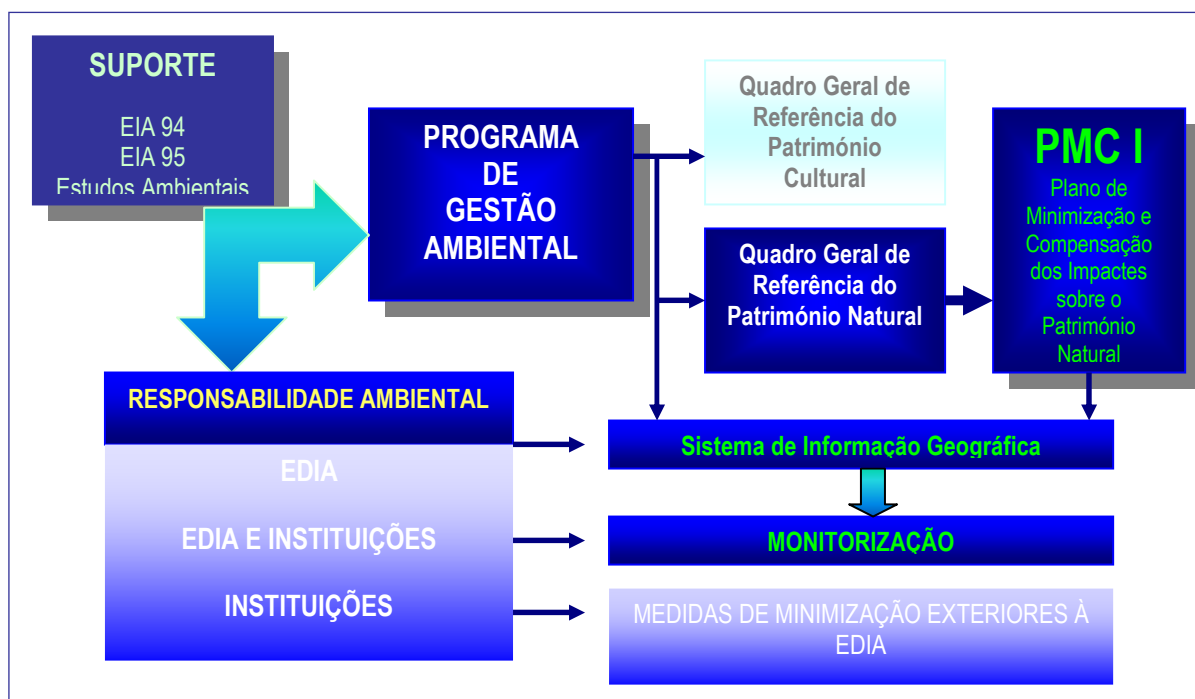 SUPORTE
EIA 94
EIA 95
Estudos Ambientais
PROGRAMA
DE
GESTÃO
AMBIENTAL
Quadro Geral de
Referência do
Património
Cultural
Quadro Geral de
Referência do
Património Natural
PMC I
Plano de
Minimização e
Compensação
dos Impactes
sobre o
Património
Natural
RESPONSABILIDADE AMBIENTAL
EDIA
EDIA E INSTITUIÇÕES
INSTITUIÇÕES
Sistema de Informação Geográfica
MONITORIZAÇÃO
MEDIDAS DE MINIMIZAÇÃO EXTERIORES À
EDIA